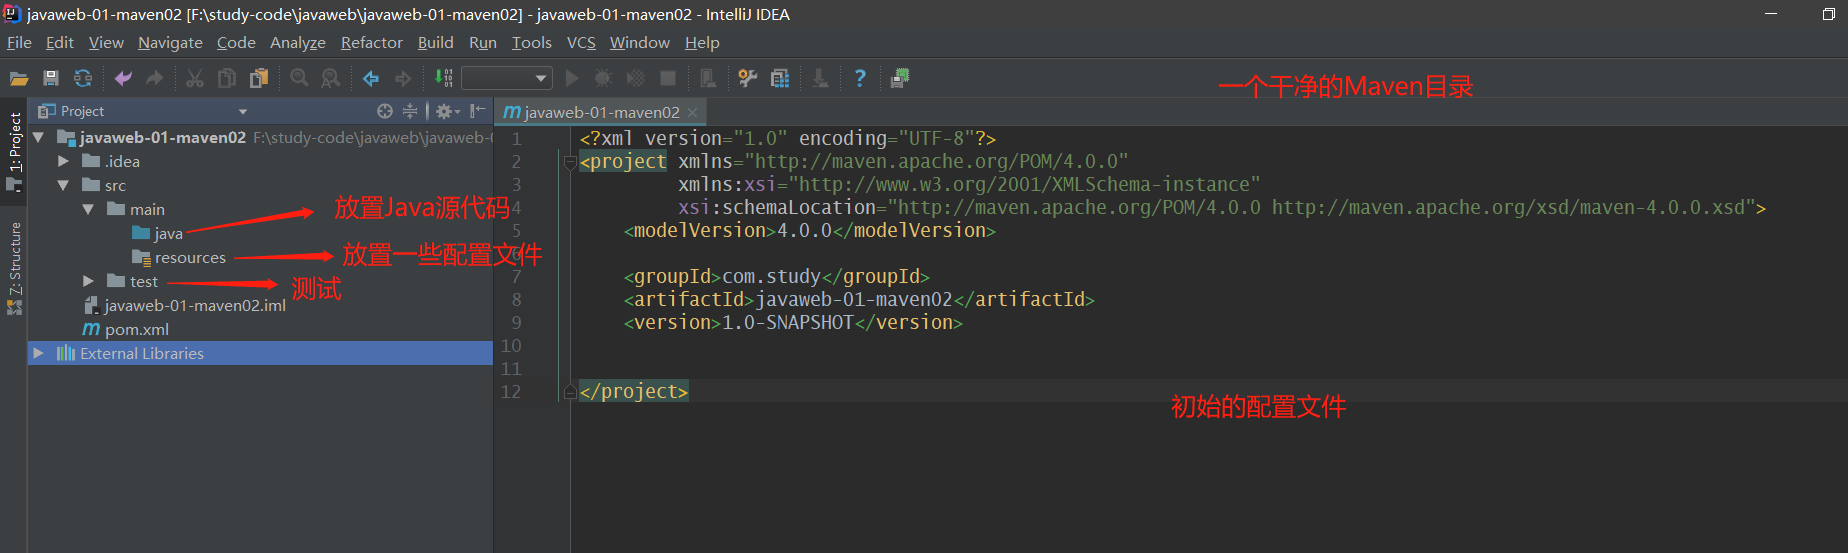 javaweb-01-maven02 [F:\study-code\javaweb\javaweb-01-maven02] - javaweb-01-maven02 - IntelliJ IDEA
File Edit View Navigate Code Analyze Refactor Build Run Tools VCS Window Help
一个干净的Maven目录
Project
javaweb-01-maven02
1: Project
Z: Structure
javaweb-01-maven02 F:\study-code\javaweb\javaweb-
.idea
src
main
java
放置Java源代码
resources
放置一些配置文件
test
测试
javaweb-01-maven02.iml
pom.xml
External Libraries
1 <?xml version="1.0" encoding="UTF-8"?>
2 <project xmlns="http://maven.apache.org/POM/4.0.0"
3 xmlns:xsi="http://www.w3.org/2001/XMLSchema-instance"
4 xsi:schemaLocation="http://maven.apache.org/POM/4.0.0 http://maven.apache.org/xsd/maven-4.0.0.xsd">
5 <modelVersion>4.0.0</modelVersion>
7 <groupId>com.study</groupId>
8 <artifactId>javaweb-01-maven02</artifactId>
9 <version>1.0-SNAPSHOT</version>
10
11
12 </project>
初始的配置文件